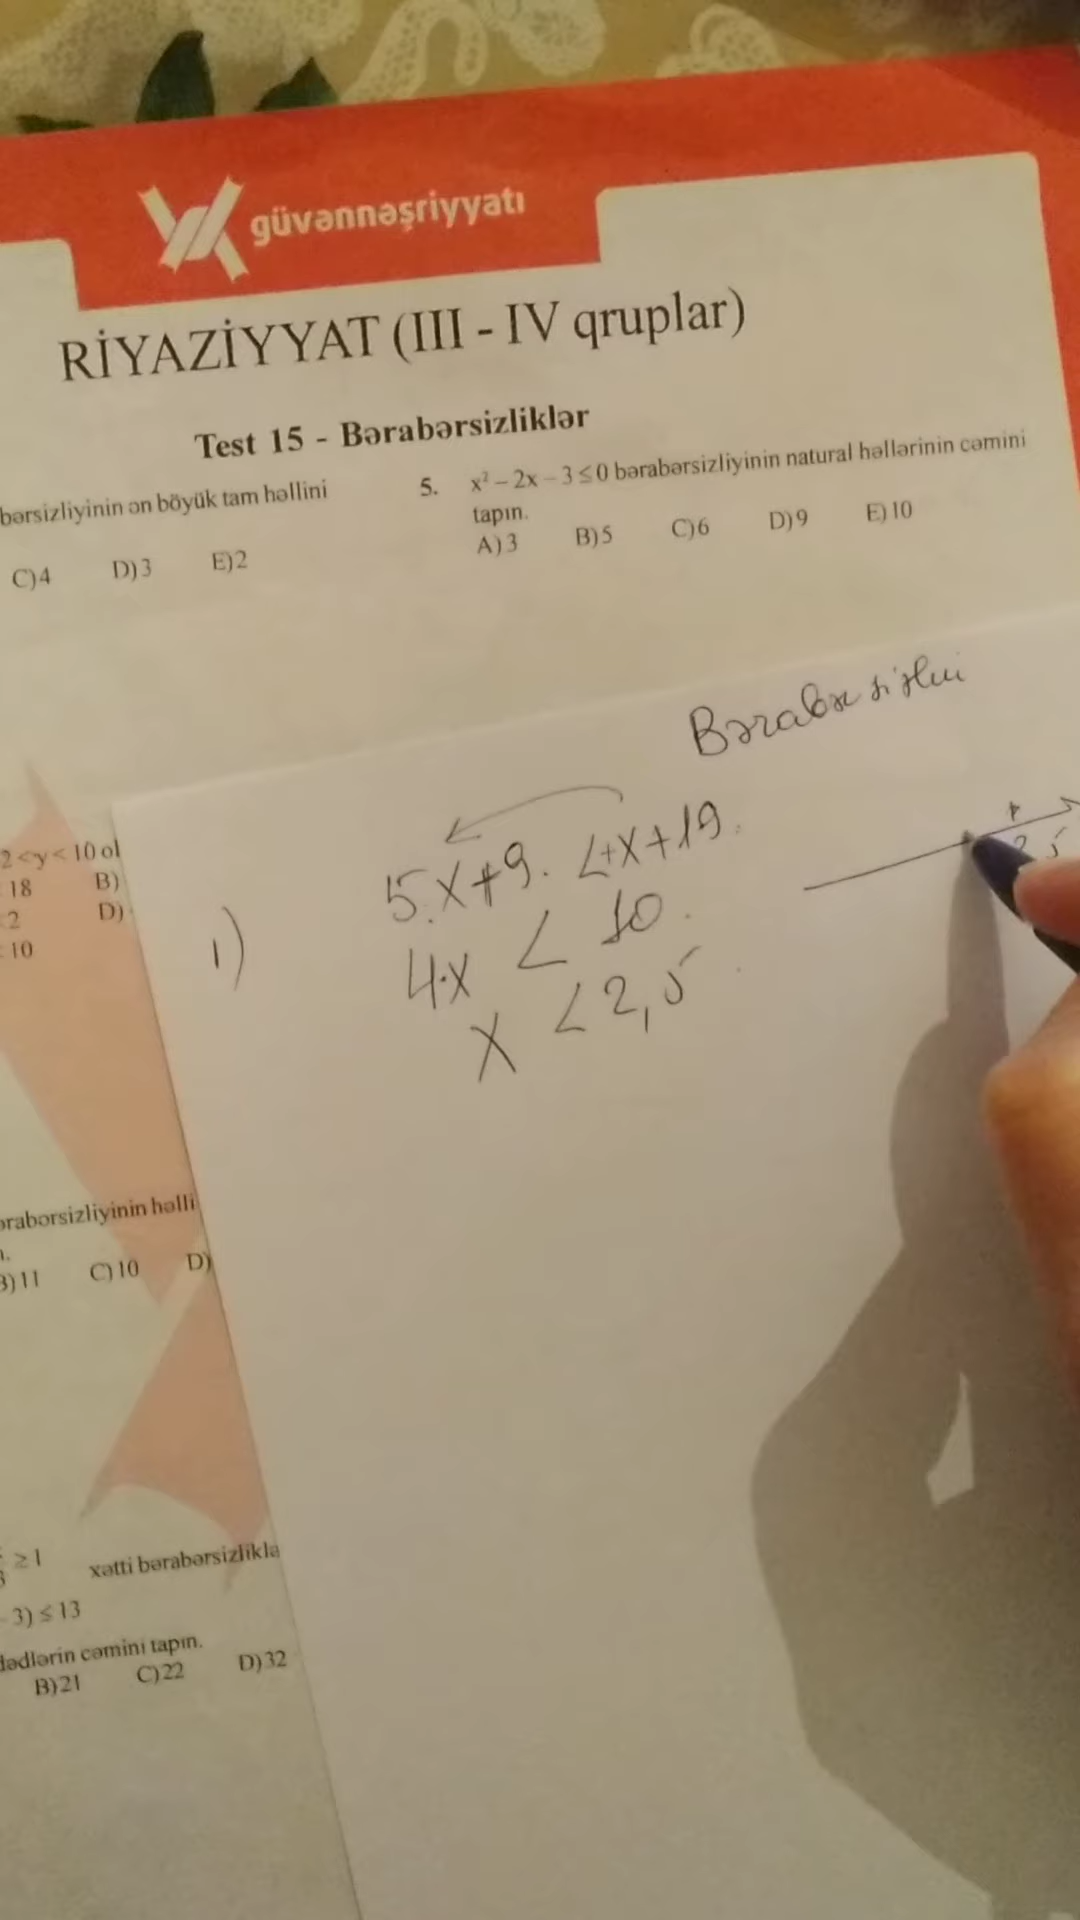 güvənnəşriyyatı
RİYAZİYYAT (III - IV qruplar)
Test 15 - Bərabərsizliklər
bərsizliyinin ən böyük tam həllini
C)4 D)3 E)2
5. x² – 2x – 3 ≤ 0 bərabərsizliyinin natural həllərinin cəmini
tapın.
A)3 B)5 C)6 D)9 E)10
2<y<10 ol
18 B)
2 D)
10
Bərabərsizlik
1) 5x+9 < +x+19
4x < 10
x < 2,5
+
ərabərsizliyinin həlli
B)11 C)10 D)
≥1
3
xətti bərabərsizliklə
3) ≤ 13
dədlərin cəmini tapın.
B)21 C)22 D)32